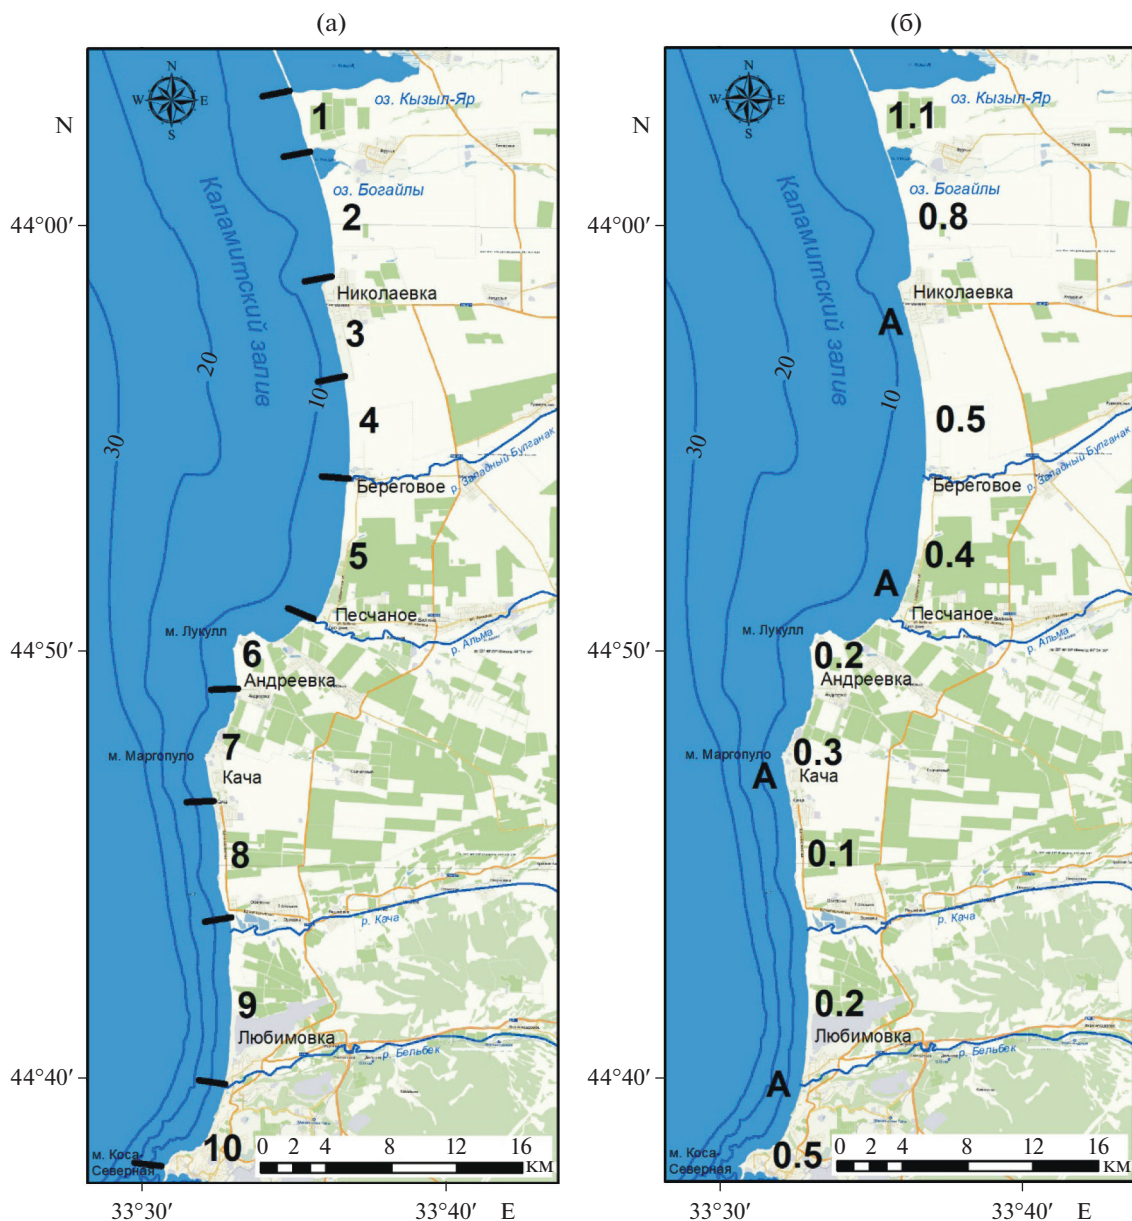 (а)
N
W
E
S
N
оз. Кызыл-Яр
1
оз. Богайлы
2
44°00′
Каламитский залив
Николаевка
3
20
10
30
4
р. Западный Булганак
Береговое
5
Песчаное
м. Лукулл
р. Альма
44°50′
6
Андреевка
7
м. Маргопуло
Кача
8
р. Кача
9
Любимовка
р. Бельбек
44°40′
10
м. Коса-
Северная
0 2 4 8 12 16
КМ
33°30′
33°40′
E
(б)
N
W
E
S
N
оз. Кызыл-Яр
1.1
оз. Богайлы
0.8
44°00′
Каламитский залив
Николаевка
A
20
10
30
0.5
р. Западный Булганак
Береговое
0.4
A
Песчаное
м. Лукулл
р. Альма
44°50′
0.2
Андреевка
0.3
м. Маргопуло
A
Кача
0.1
р. Кача
0.2
Любимовка
р. Бельбек
44°40′
A
0.5
м. Коса-
Северная
0 2 4 8 12 16
КМ
33°30′
33°40′
E